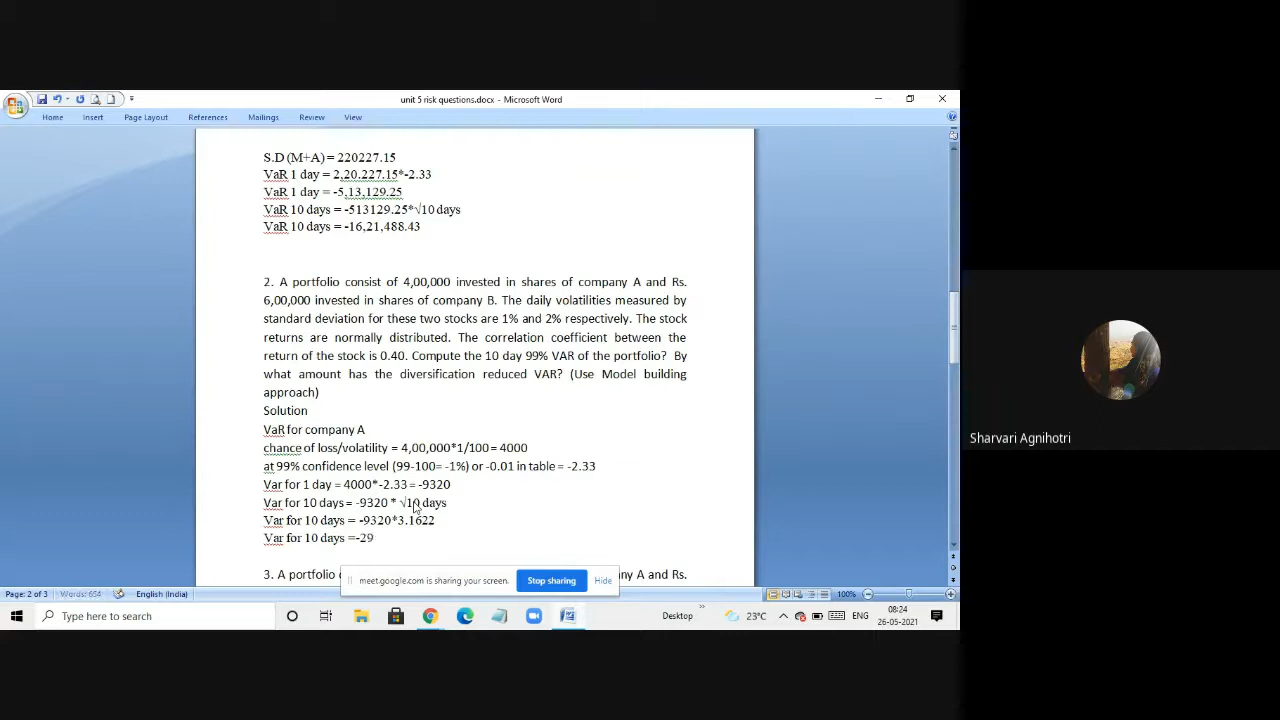 unit 5 risk questions.docx - Microsoft Word
Home Insert Page Layout References Mailings Review View
S.D (M+A) = 220227.15
VaR 1 day = 2,20,227.15*-2.33
VaR 1 day = -5,13,129.25
VaR 10 days = -513129.25*√10 days
VaR 10 days = -16,21,488.43
2. A portfolio consist of 4,00,000 invested in shares of company A and Rs.
6,00,000 invested in shares of company B. The daily volatilities measured by
standard deviation for these two stocks are 1% and 2% respectively. The stock
returns are normally distributed. The correlation coefficient between the
return of the stock is 0.40. Compute the 10 day 99% VAR of the portfolio? By
what amount has the diversification reduced VAR? (Use Model building
approach)
Solution
VaR for company A
chance of loss/volatility = 4,00,000*1/100 = 4000
at 99% confidence level (99-100= -1%) or -0.01 in table = -2.33
Var for 1 day = 4000*-2.33 = -9320
Var for 10 days = -9320 * √10 days
Var for 10 days = -9320*3.1622
Var for 10 days =-29
3. A portfolio ny A and Rs.
meet.google.com is sharing your screen. Stop sharing Hide
Sharvari Agnihotri
Page: 2 of 3 Words: 654 English (India) 100%
Type here to search Desktop 23°C ENG 08:24
26-05-2021